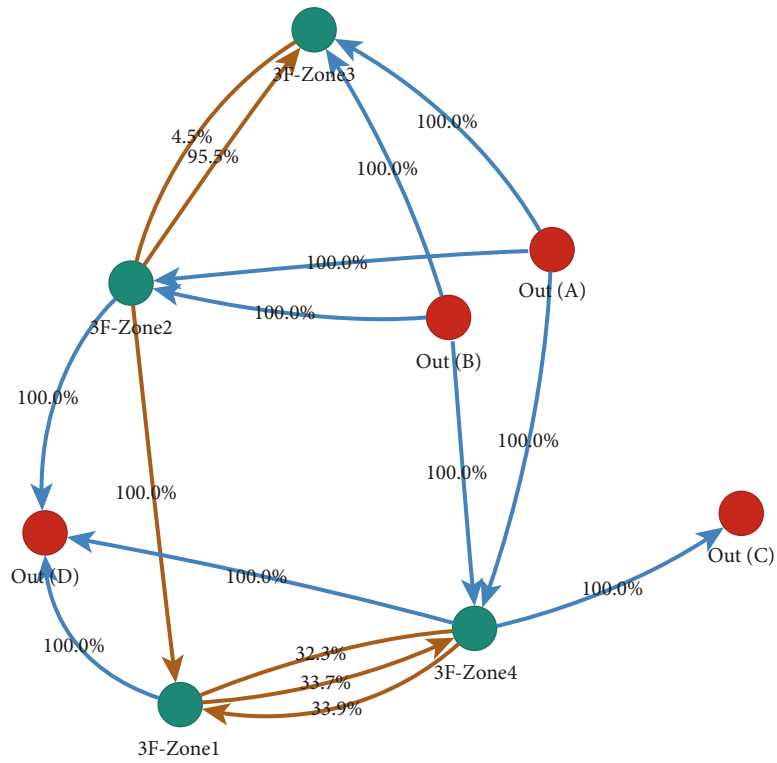 3F-Zone3
100.0%
4.5%
95.5%
100.0%
100.0%
Out (A)
100.0%
3F-Zone2
Out (B)
100.0%
100.0%
100.0%
100.0%
Out (C)
Out (D)
100.0%
100.0%
100.0%
32.3%
3F-Zone4
33.7%
33.9%
3F-Zone1